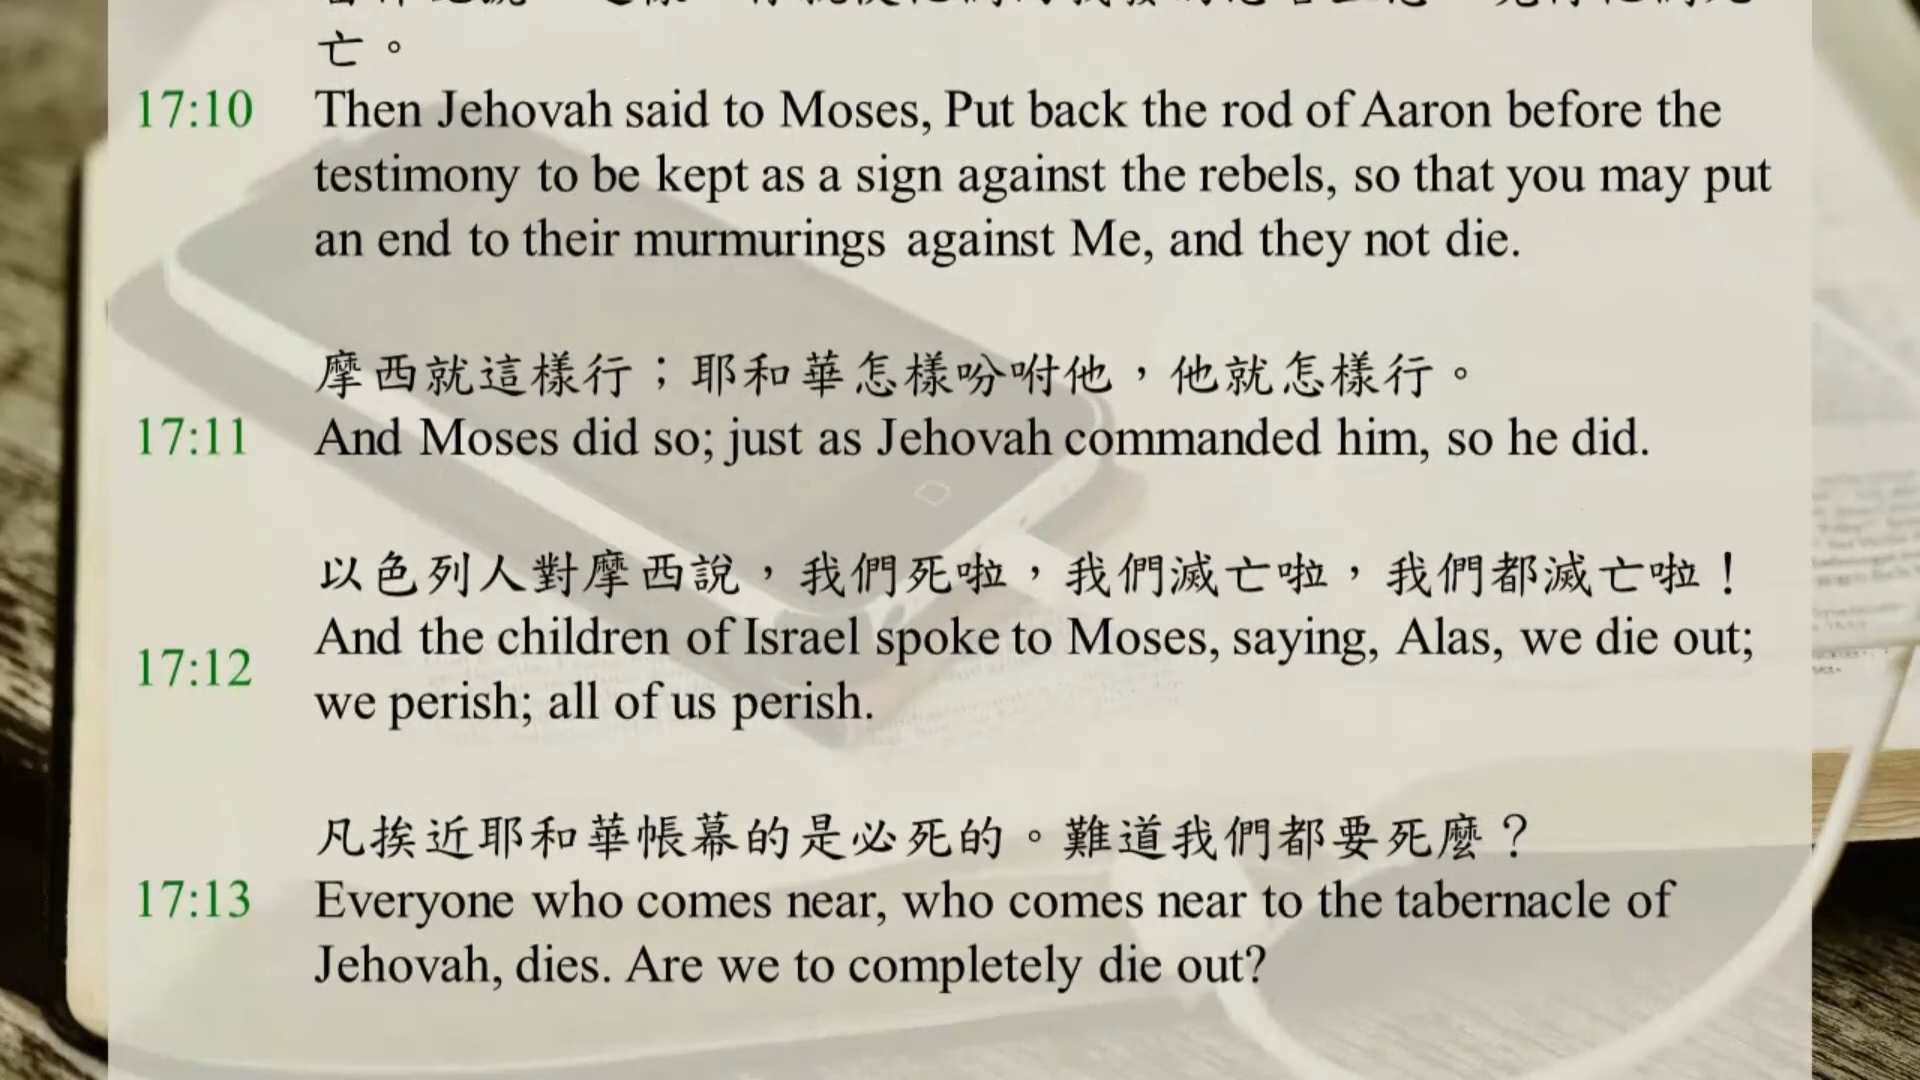 亡。
17:10 Then Jehovah said to Moses, Put back the rod of Aaron before the
testimony to be kept as a sign against the rebels, so that you may put
an end to their murmurings against Me, and they not die.
摩西就這樣行；耶和華怎樣吩咐他，他就怎樣行。
17:11 And Moses did so; just as Jehovah commanded him, so he did.
以色列人對摩西說，我們死啦，我們滅亡啦，我們都滅亡啦！
And the children of Israel spoke to Moses, saying, Alas, we die out;
17:12 we perish; all of us perish.
凡挨近耶和華帳幕的是必死的。難道我們都要死麼？
17:13 Everyone who comes near, who comes near to the tabernacle of
Jehovah, dies. Are we to completely die out?